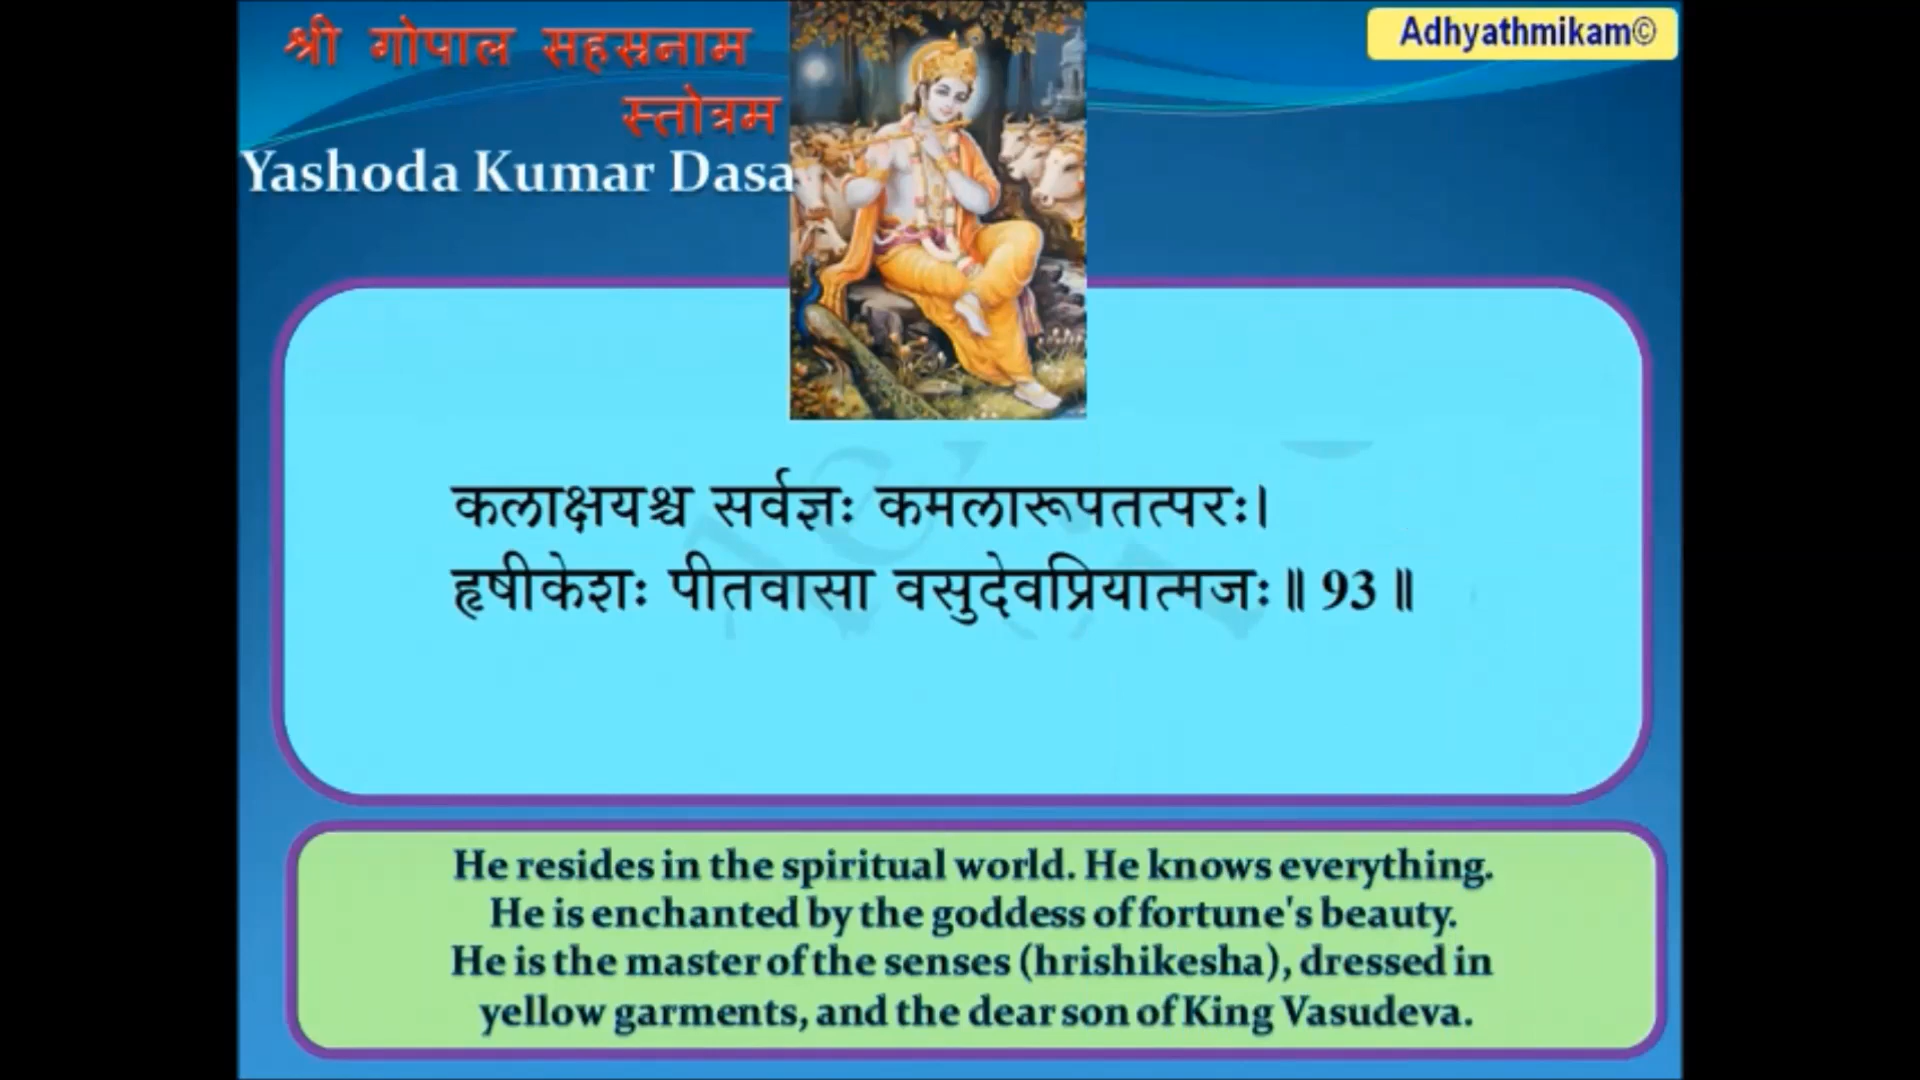 श्री गोपाल सहस्रनाम
स्तोत्रम
Yashoda Kumar Dasa
Adhyathmikam©
कलाक्षयश्च सर्वज्ञः कमलारूपतत्परः।
हृषीकेशः पीतवासा वसुदेवप्रियात्मजः॥ 93 ॥
He resides in the spiritual world. He knows everything.
He is enchanted by the goddess of fortune's beauty.
He is the master of the senses (hrishikesha), dressed in
yellow garments, and the dear son of King Vasudeva.